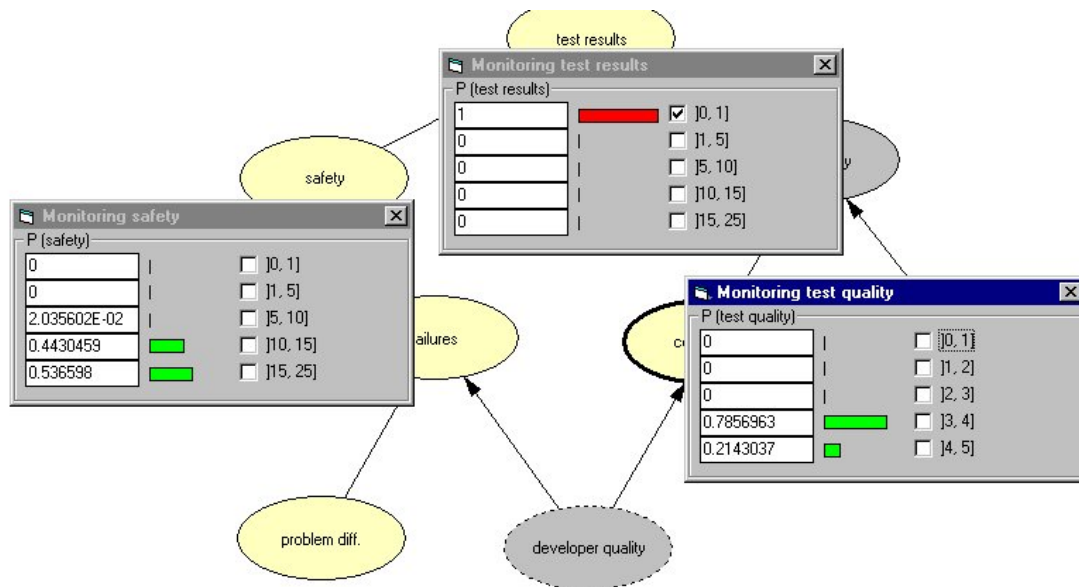 test results
Monitoring test results
P (test results)
1 ]0, 1]
0 ]1, 5]
0 ]5, 10]
0 ]10, 15]
0 ]15, 25]
y
safety
Monitoring safety
P (safety)
0 ]0, 1]
0 ]1, 5]
2.035602E-02 ]5, 10]
0.4430459 ]10, 15]
0.536598 ]15, 25]
Monitoring test quality
P (test quality)
0 ]0, 1]
0 ]1, 2]
0 ]2, 3]
0.7856963 ]3, 4]
0.2143037 ]4, 5]
ailures
co
problem diff.
developer quality